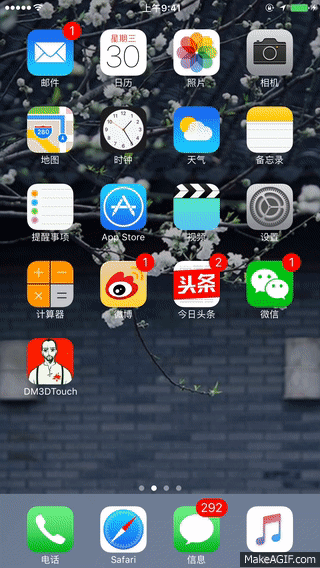 上午9:41
1
星期三
30
邮件
日历
照片
相机
280
地图
时钟
天气
备忘录
提醒事项
App Store
视频
设置
1
2
1
头条
计算器
微博
今日头条
微信
DM3DTouch
292
电话
Safari
信息
MakeAGIF.com